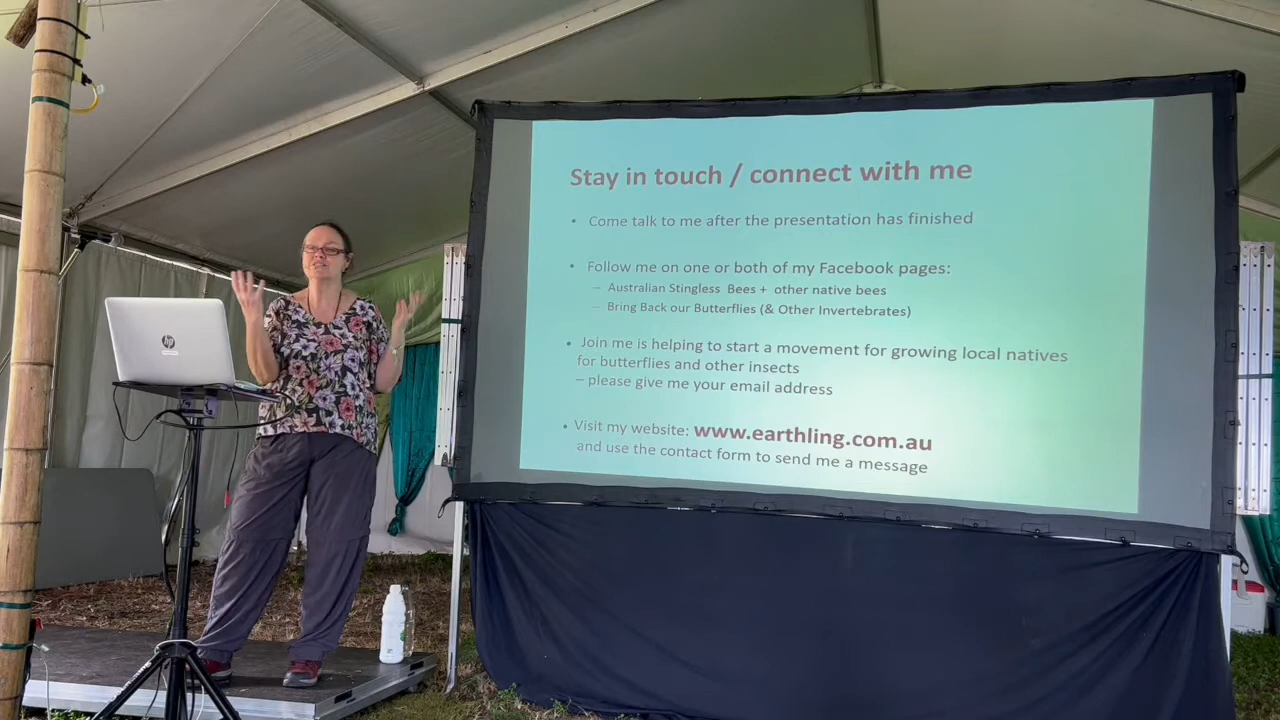 Stay in touch / connect with me
• Come talk to me after the presentation has finished
• Follow me on one or both of my Facebook pages:
– Australian Stingless Bees + other native bees
– Bring Back our Butterflies (& Other Invertebrates)
• Join me is helping to start a movement for growing local natives
for butterflies and other insects
– please give me your email address
• Visit my website: www.earthling.com.au
and use the contact form to send me a message
hp